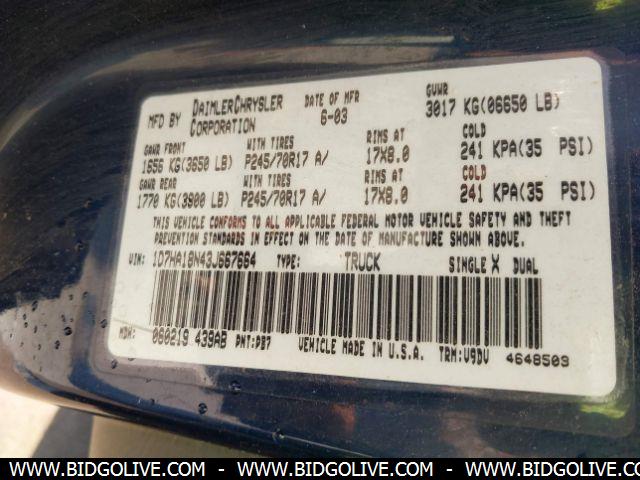 MFD BY DAIMLERCHRYSLER CORPORATION DATE OF MFR 6-03 GVWR 3017 KG(06650 LB)
GAWR FRONT WITH TIRES RIMS AT COLD
1656 KG(3650 LB) P245/70R17 A/ 17X8.0 241 KPA(35 PSI)
GAWR REAR WITH TIRES RIMS AT COLD
1770 KG(3900 LB) P245/70R17 A/ 17X8.0 241 KPA(35 PSI)
THIS VEHICLE CONFORMS TO ALL APPLICABLE FEDERAL MOTOR VEHICLE SAFETY AND THEFT
PREVENTION STANDARDS IN EFFECT ON THE DATE OF MANUFACTURE SHOWN ABOVE.
VIN: 1D7HA18N43J667664 TYPE: TRUCK SINGLE X DUAL
MDH: 060219 439AB PNT:PB7 VEHICLE MADE IN U.S.A. TRM:V9DV 4648509
WWW.BIDGOLIVE.COM - WWW.BIDGOLIVE.COM - WWW.BIDGOLIVE.COM - WWW.BIDGOLIVE.COM